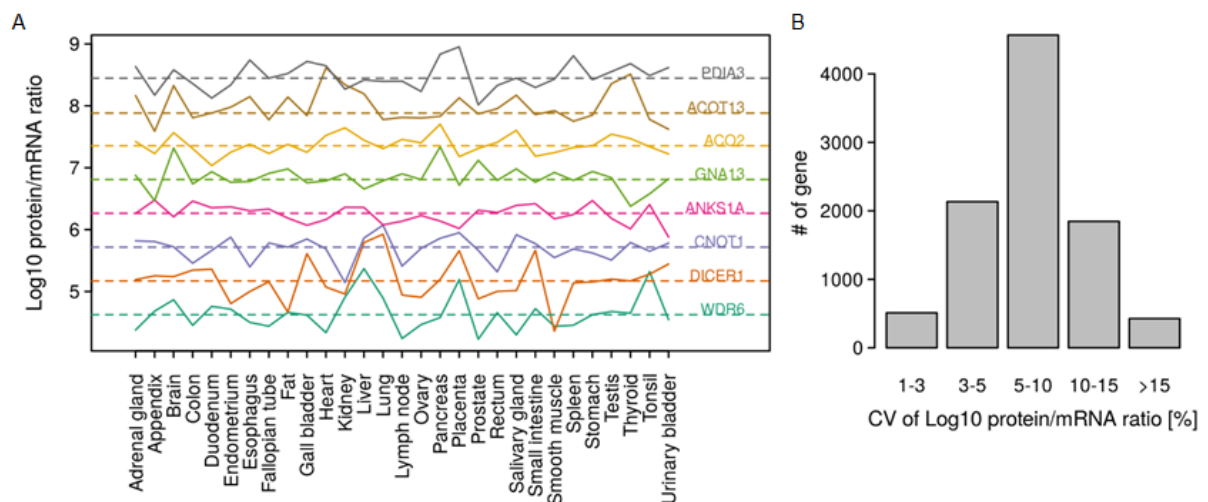 A
Log10 protein/mRNA ratio
9
8
7
6
5
PDIA3
ACOT13
ACO2
GNA13
ANKS1A
CNOT1
DICER1
WDR6
Adrenal gland
Appendix
Brain
Colon
Duodenum
Endometrium
Esophagus
Fallopian tube
Fat
Gall bladder
Heart
Kidney
Liver
Lung
Lymph node
Ovary
Pancreas
Placenta
Prostate
Rectum
Salivary gland
Small intestine
Smooth muscle
Spleen
Stomach
Testis
Thyroid
Tonsil
Urinary bladder
B
# of gene
4000
3000
2000
1000
0
1-3 3-5 5-10 10-15 >15
CV of Log10 protein/mRNA ratio [%]